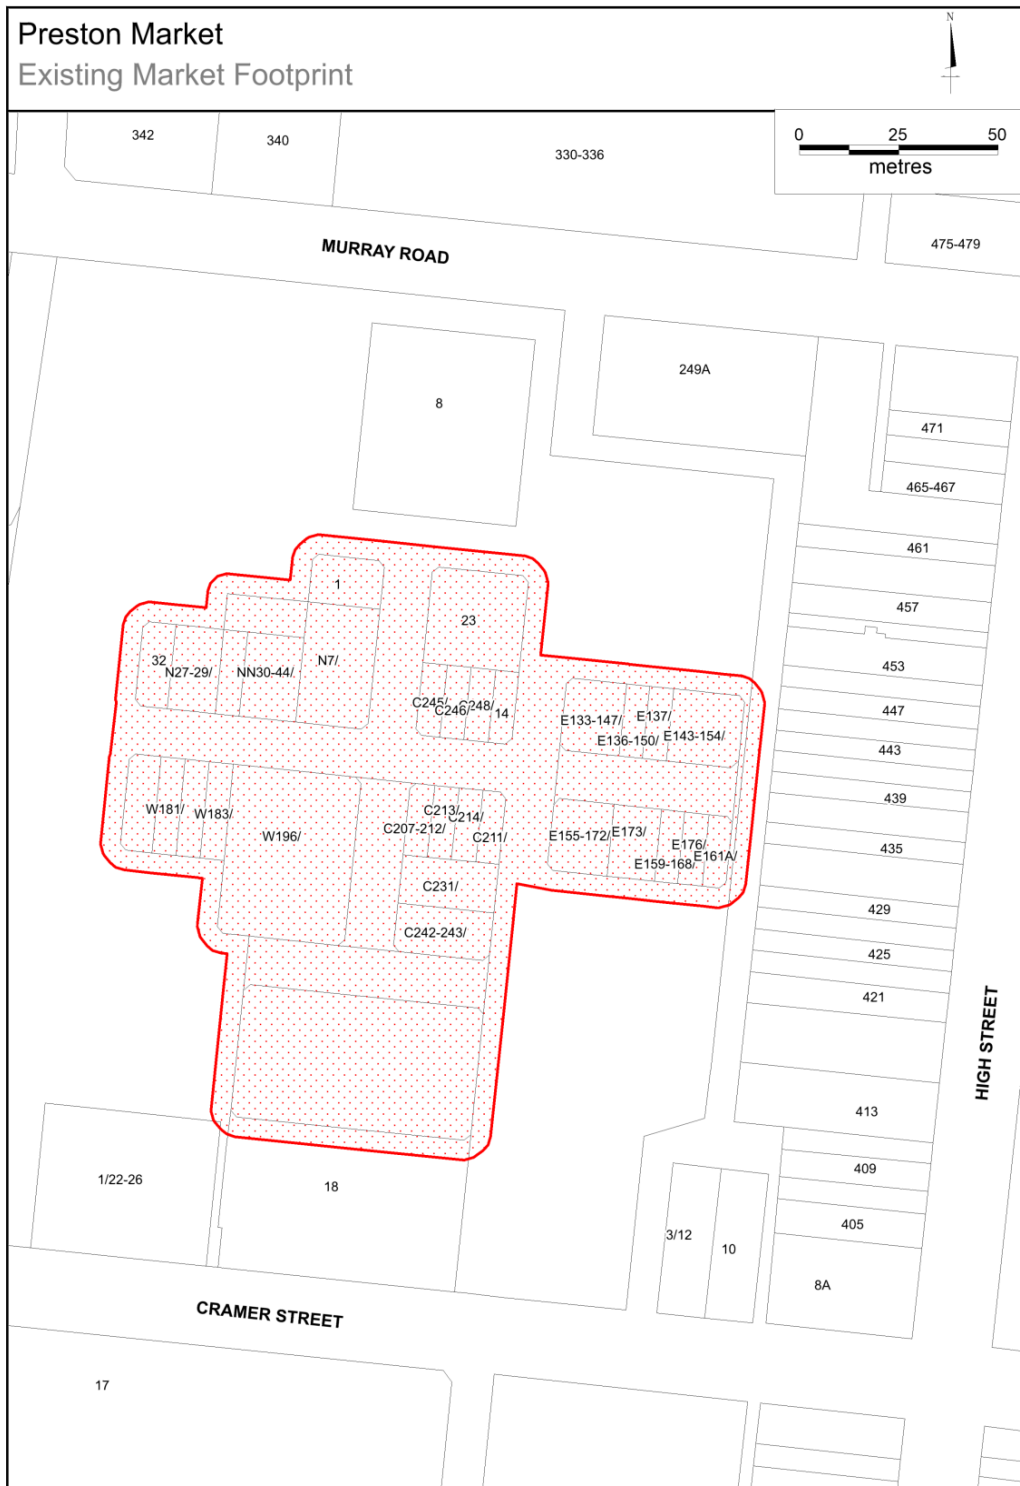 Preston Market
Existing Market Footprint
N
0 25 50
metres
342
340
330-336
475-479
MURRAY ROAD
249A
8
471
465-467
461
457
453
447
443
439
435
429
425
421
413
409
405
8A
HIGH STREET
1
23
32
N27-29/
NN30-44/
N7/
C245/
C246/
C248/
14
E133-147/
E137/
E136-150/
E143-154/
W181/
W183/
W196/
C213/
C214/
C207-212/
C211/
E155-172/
E173/
E176/
E159-168/
E161A/
C231/
C242-243/
1/22-26
18
3/12
10
CRAMER STREET
17